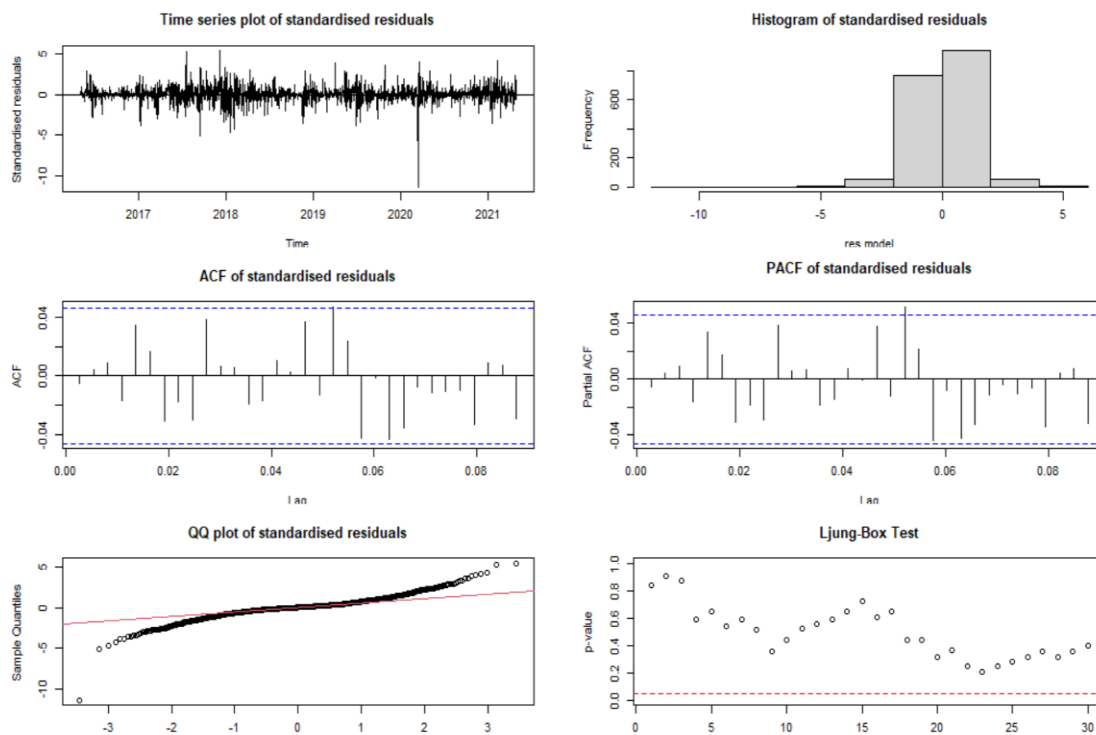 Time series plot of standardised residuals
Standardised residuals
5
0
-5
-10
2017 2018 2019 2020 2021
Time
Histogram of standardised residuals
Frequency
600
200
0
-10 -5 0 5
res model
ACF of standardised residuals
ACF
0.04
0.00
-0.04
0.00 0.02 0.04 0.06 0.08
Lag
PACF of standardised residuals
Partial ACF
0.04
0.00
-0.04
0.00 0.02 0.04 0.06 0.08
Lag
QQ plot of standardised residuals
Sample Quantiles
5
0
-5
-10
-3 -2 -1 0 1 2 3
Ljung-Box Test
p-value
1.0
0.8
0.6
0.4
0.2
0.0
0 5 10 15 20 25 30